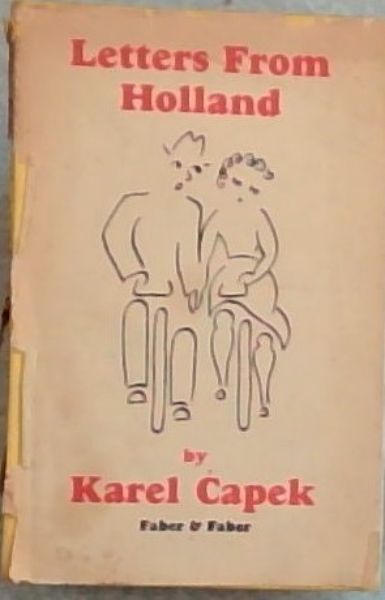 Letters From
Holland
by
Karel Capek
Faber & Faber